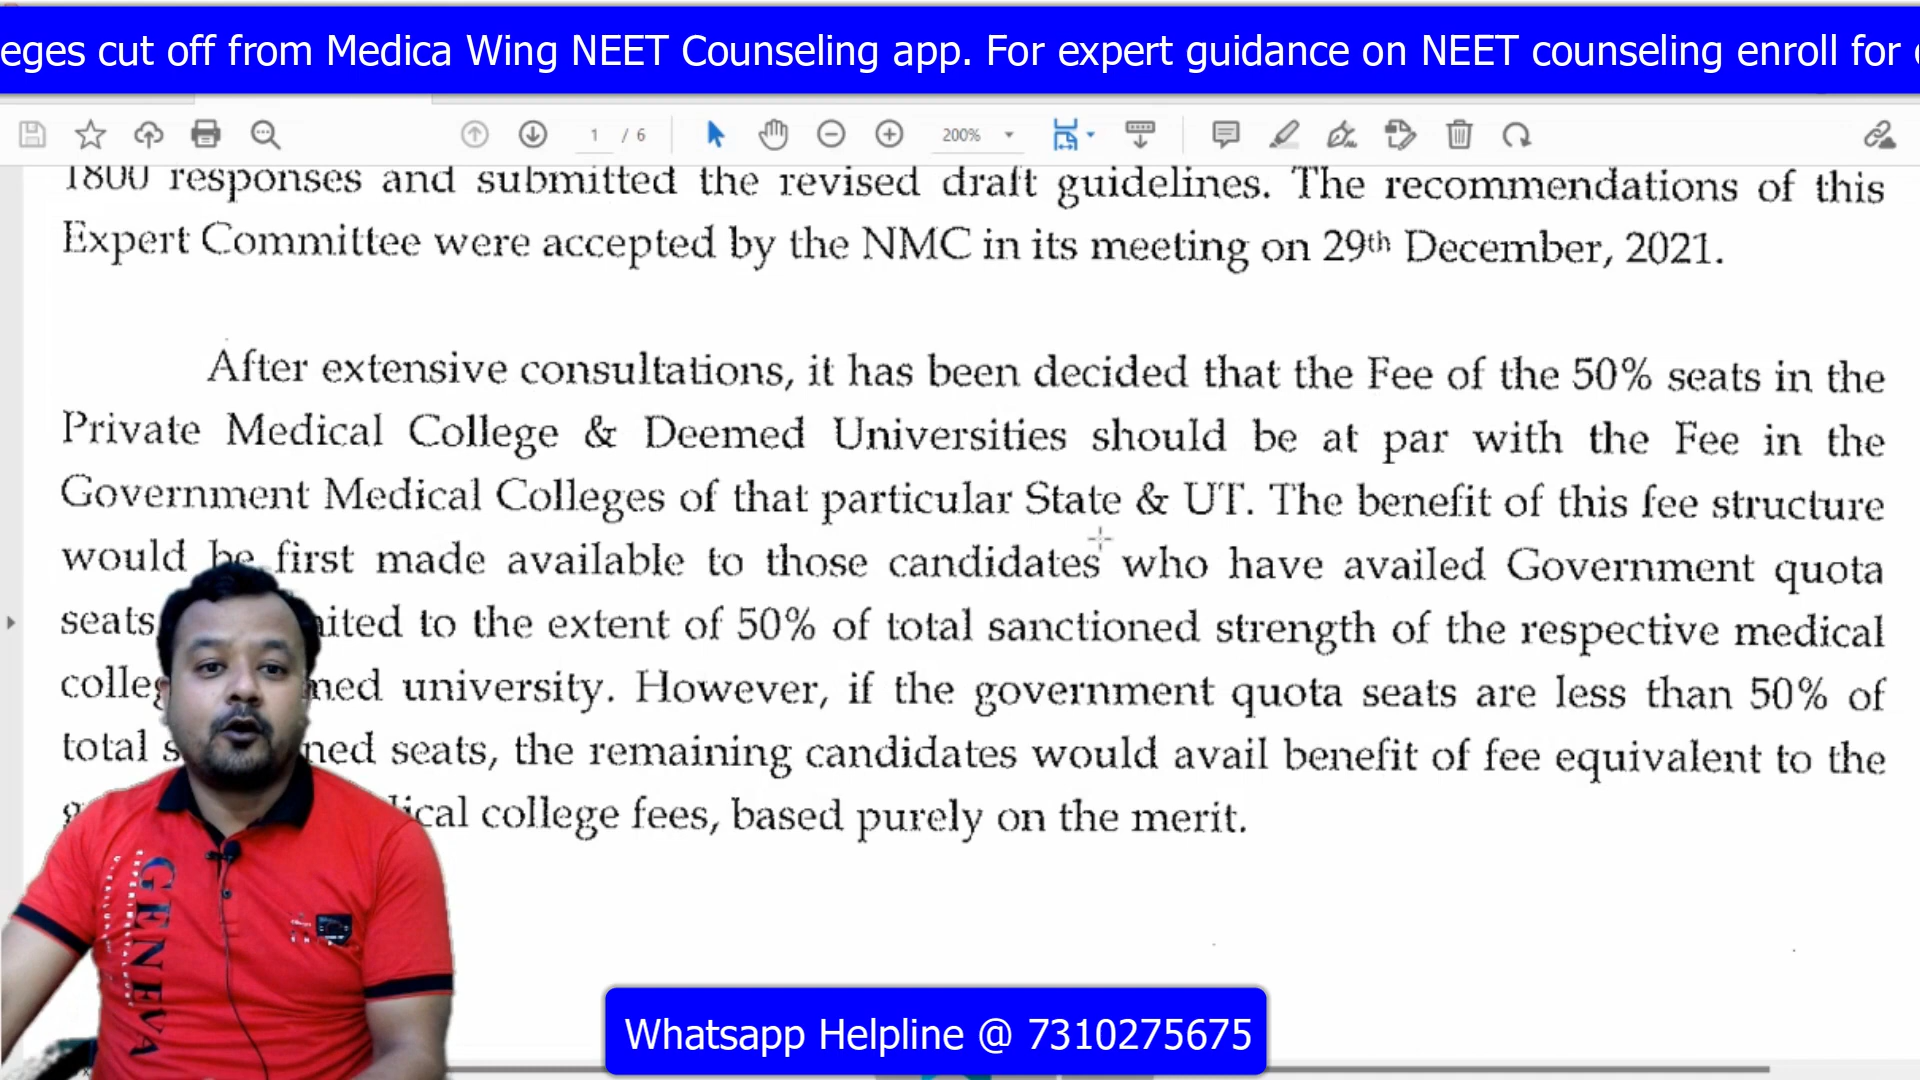 eges cut off from Medica Wing NEET Counseling app. For expert guidance on NEET counseling enroll for
1 / 6
200%
1800 responses and submitted the revised draft guidelines. The recommendations of this
Expert Committee were accepted by the NMC in its meeting on 29th December, 2021.
After extensive consultations, it has been decided that the Fee of the 50% seats in the
Private Medical College & Deemed Universities should be at par with the Fee in the
Government Medical Colleges of that particular State & UT. The benefit of this fee structure
would be first made available to those candidates who have availed Government quota
seats, ited to the extent of 50% of total sanctioned strength of the respective medical
colleg med university. However, if the government quota seats are less than 50% of
total s ned seats, the remaining candidates would avail benefit of fee equivalent to the
g ical college fees, based purely on the merit.
GENEVA
Whatsapp Helpline @ 7310275675